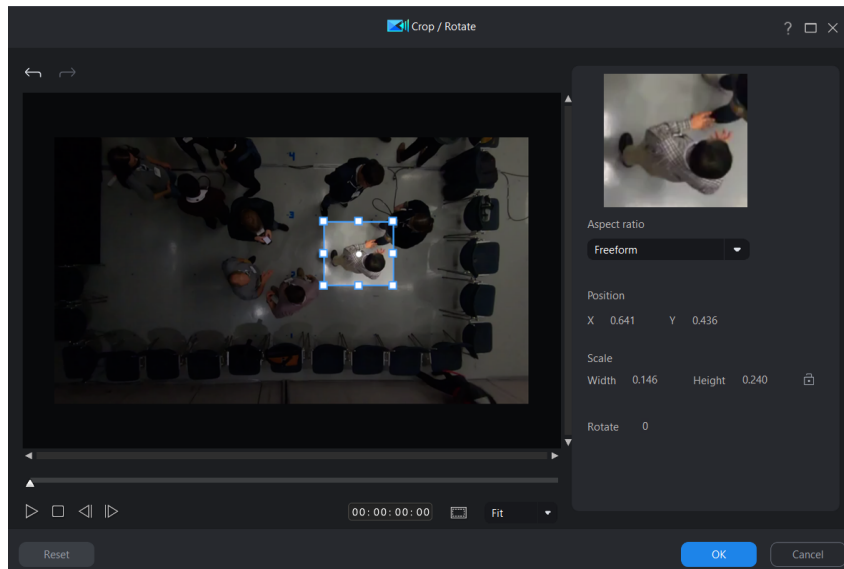 Crop / Rotate
?
Aspect ratio
Freeform
Position
X 0.641 Y 0.436
Scale
Width 0.146 Height 0.240
Rotate 0
00:00:00:00 Fit
Reset OK Cancel